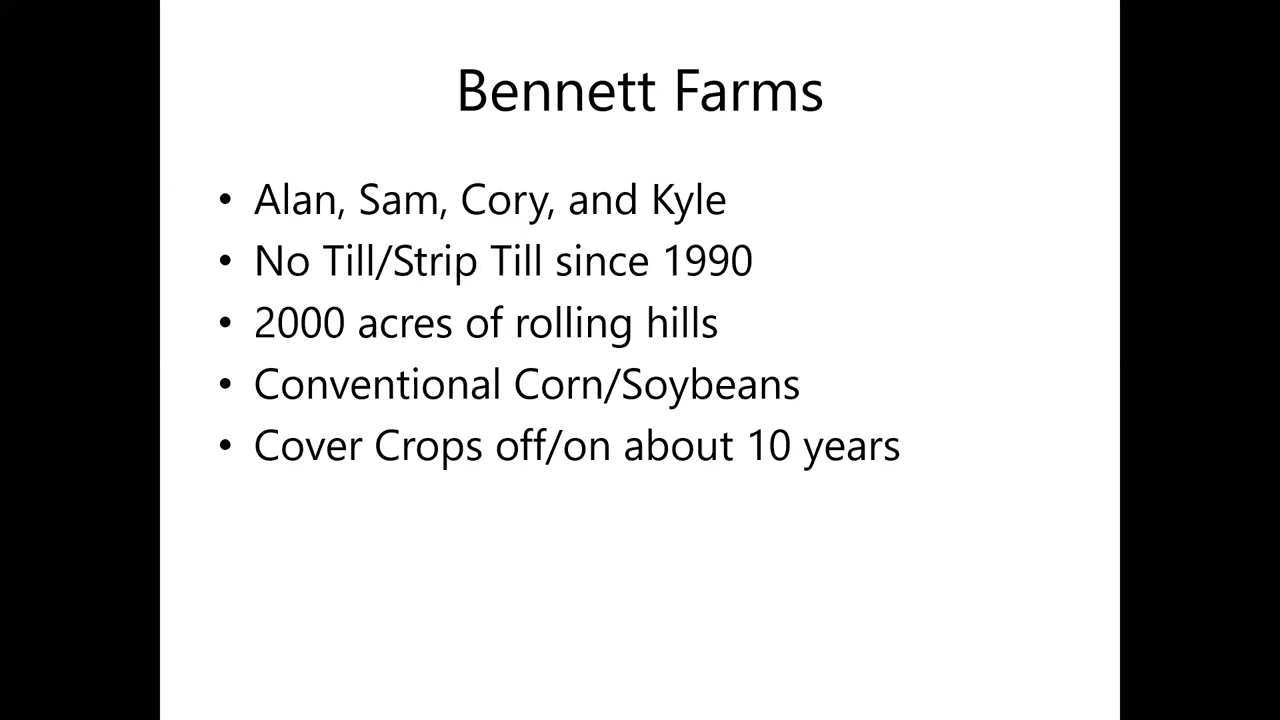 Bennett Farms
• Alan, Sam, Cory, and Kyle
• No Till/Strip Till since 1990
• 2000 acres of rolling hills
• Conventional Corn/Soybeans
• Cover Crops off/on about 10 years